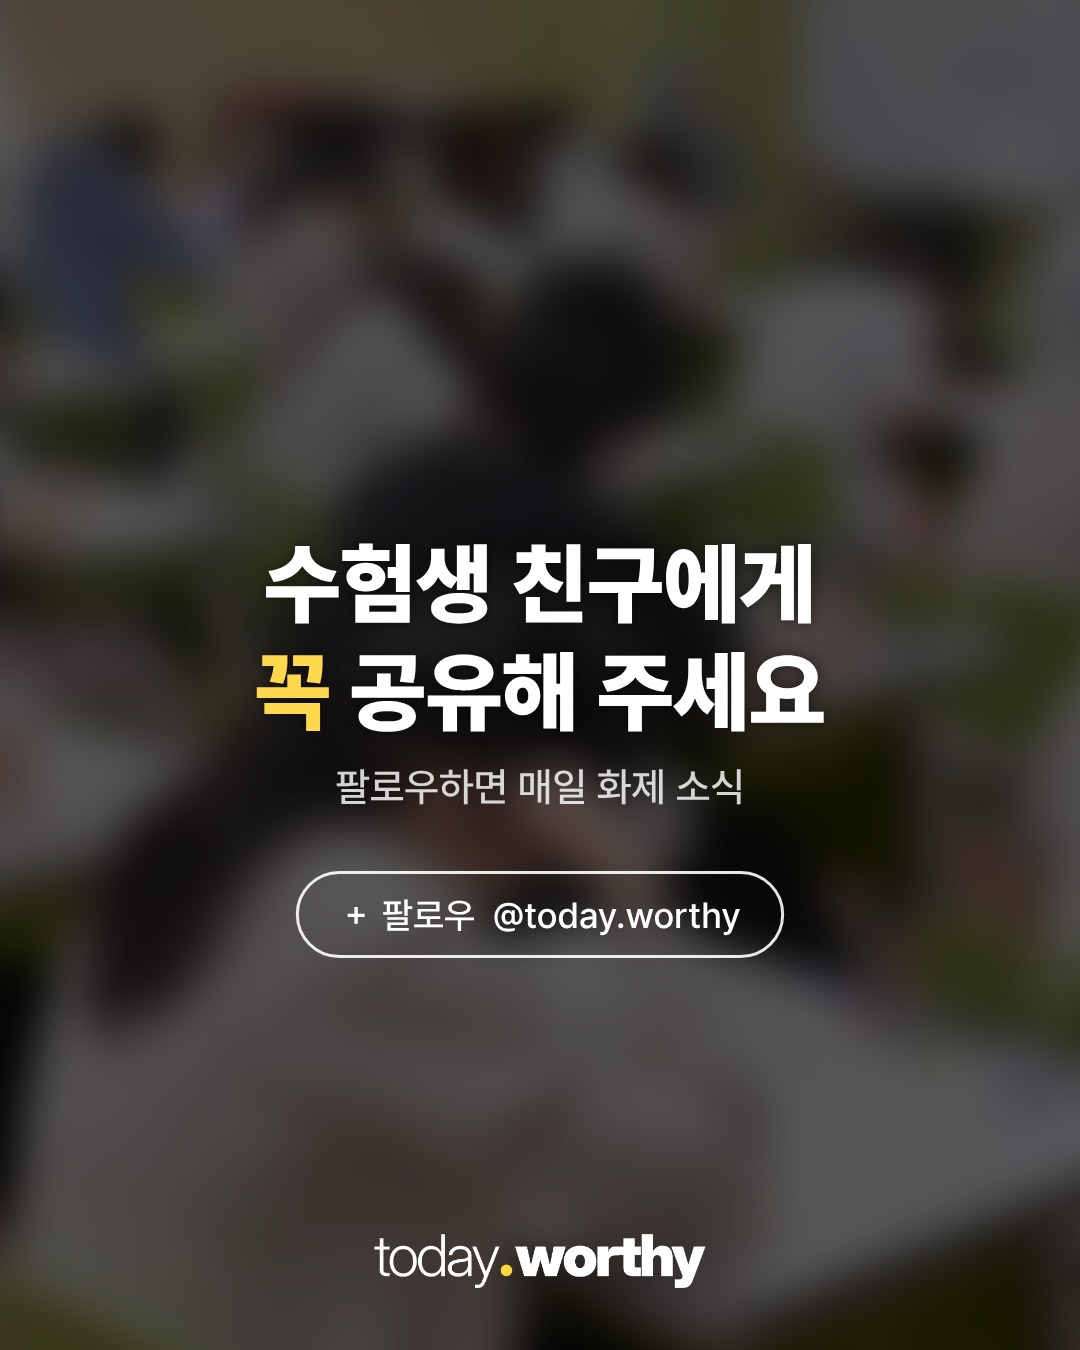 수험생 친구에게
꼭 공유해 주세요
팔로우하면 매일 화제 소식
+ 팔로우 @today.worthy
today.worthy